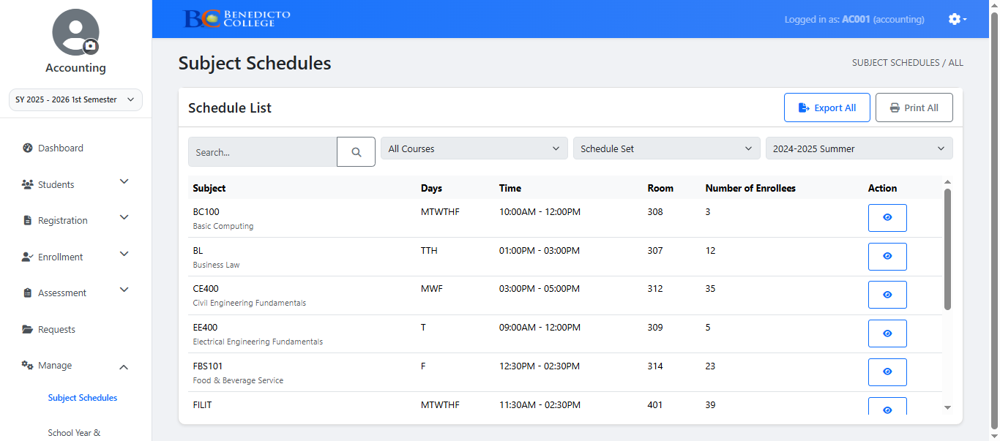 BC BENEDICTO COLLEGE
Logged in as: AC001 (accounting)
Accounting
SY 2025 - 2026 1st Semester
Dashboard
Students
Registration
Enrollment
Assessment
Requests
Manage
Subject Schedules
School Year &
Subject Schedules
SUBJECT SCHEDULES / ALL
Schedule List
Export All
Print All
Search...
All Courses
Schedule Set
2024-2025 Summer
Subject Days Time Room Number of Enrollees Action
BC100 MTWTHF 10:00AM - 12:00PM 308 3
Basic Computing
BL TTH 01:00PM - 03:00PM 307 12
Business Law
CE400 MWF 03:00PM - 05:00PM 312 35
Civil Engineering Fundamentals
EE400 T 09:00AM - 12:00PM 309 5
Electrical Engineering Fundamentals
FBS101 F 12:30PM - 02:30PM 314 23
Food & Beverage Service
FILIT MTWTHF 11:30AM - 02:30PM 401 39